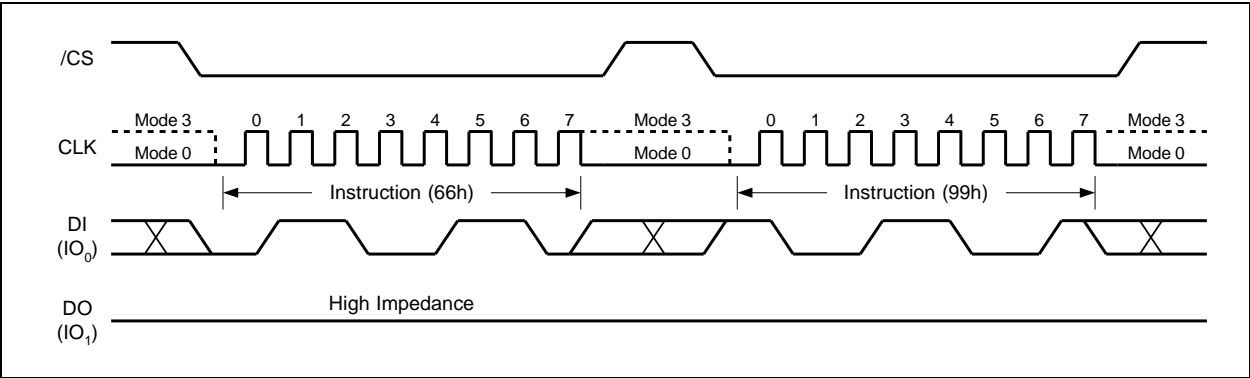 /CS
Mode 3 0 1 2 3 4 5 6 7 Mode 3 0 1 2 3 4 5 6 7 Mode 3
CLK
Mode 0 Mode 0 Mode 0
Instruction (66h) Instruction (99h)
DI
(IO₀)
High Impedance
DO
(IO₁)